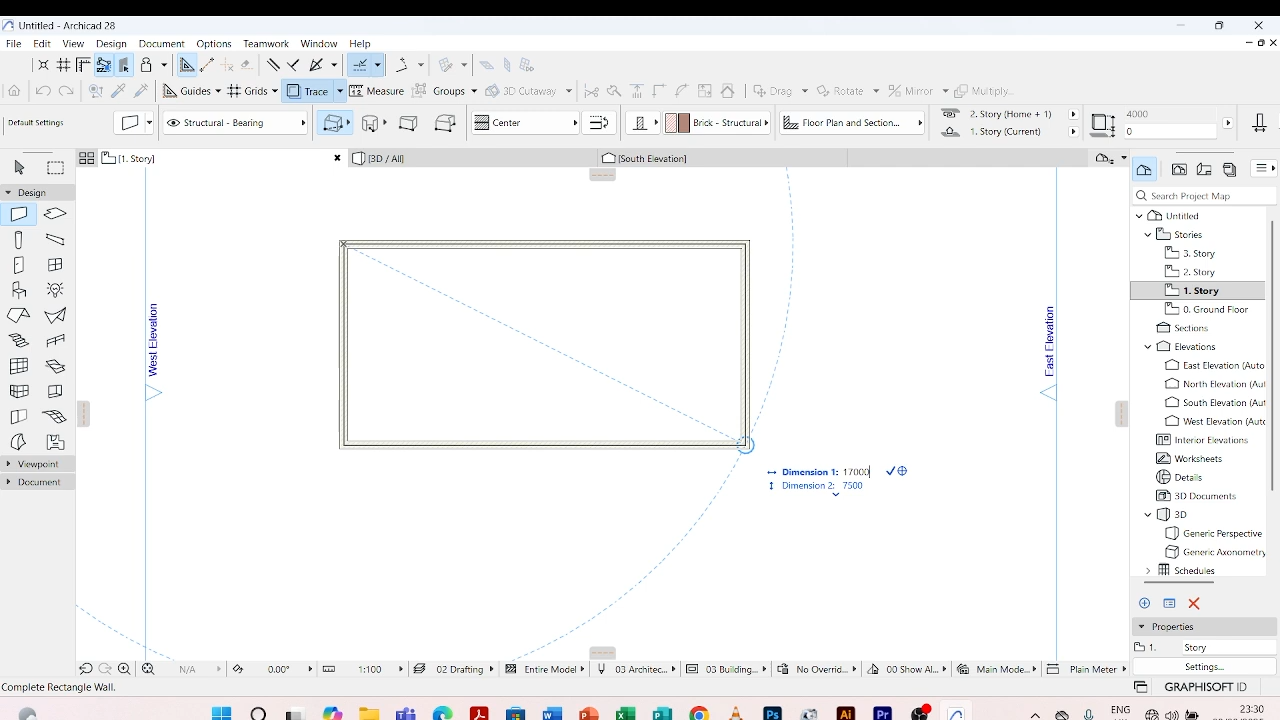 Untitled - Archicad 28
File Edit View Design Document Options Teamwork Window Help
Guides Grids Trace Measure Groups 3D Cutaway Drag Rotate Mirror Multiply...
Default Settings Structural - Bearing Center Brick - Structural Floor Plan and Section... 2. Story (Home + 1) 4000
1. Story (Current) 0
[1. Story] [3D / All] [South Elevation]
Design
Search Project Map
Untitled
Stories
3. Story
2. Story
1. Story
0. Ground Floor
Sections
Elevations
East Elevation (Aut
North Elevation (Aut
South Elevation (Aut
West Elevation (Aut
Interior Elevations
Worksheets
Details
3D Documents
3D
Generic Perspective
Generic Axonometry
Schedules
West Elevation
East Elevation
Dimension 1: 17000
Dimension 2: 7500
Viewpoint
Document
Properties
1. Story
Settings...
N/A 0.00° 1:100 02 Drafting Entire Model 03 Architec... 03 Building... No Overrid... 00 Show Al... Main Mode... Plain Meter
Complete Rectangle Wall. GRAPHISOFT ID
ENG 23:30